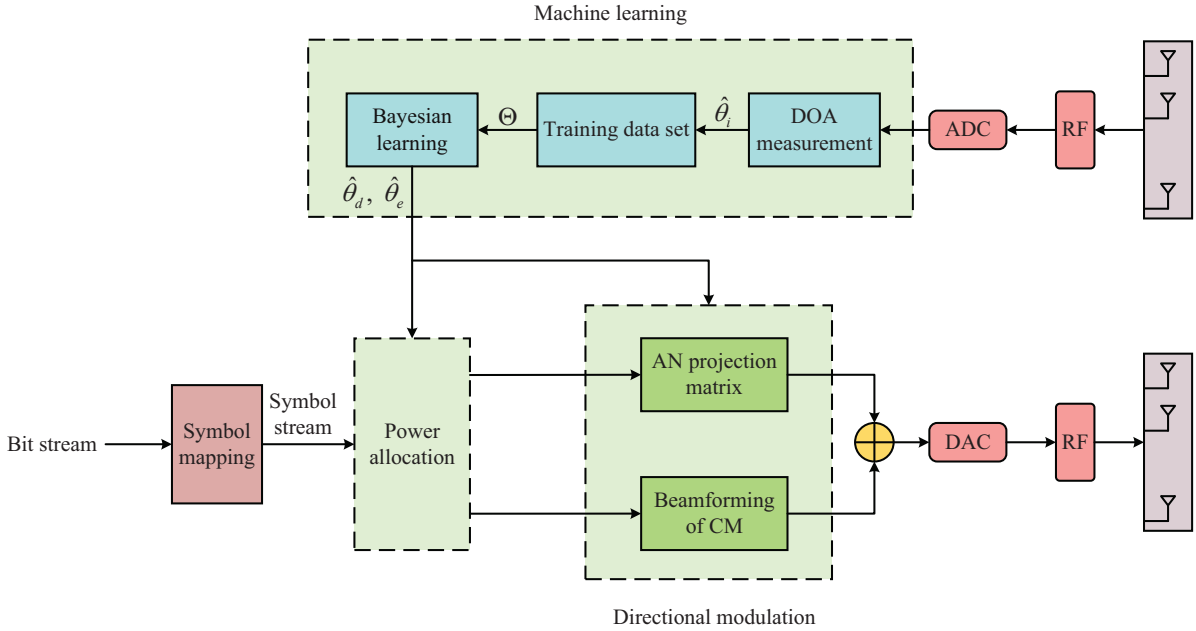 Machine learning
Bayesian
learning
Θ
Training data set
θ̂_i
DOA
measurement
ADC
RF
θ̂_d, θ̂_e
Bit stream
Symbol
mapping
Symbol
stream
Power
allocation
AN projection
matrix
Beamforming
of CM
DAC
RF
Directional modulation